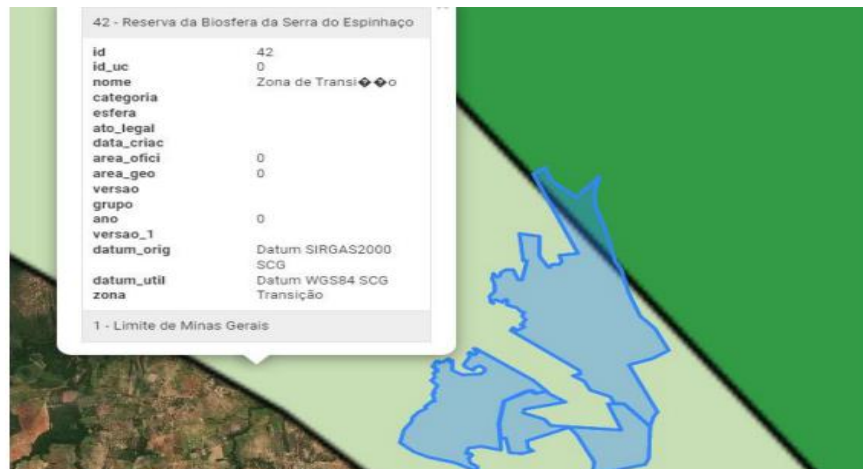 42 - Reserva da Biosfera da Serra do Espinhaço
id 42
id_uc 0
nome Zona de Transi��o
categoria
esfera
ato_legal
data_criac
area_ofici 0
area_geo 0
versao
grupo
ano 0
versao_1
datum_orig Datum SIRGAS2000
SCG
datum_util Datum WGS84 SCG
zona Transição
1 - Limite de Minas Gerais